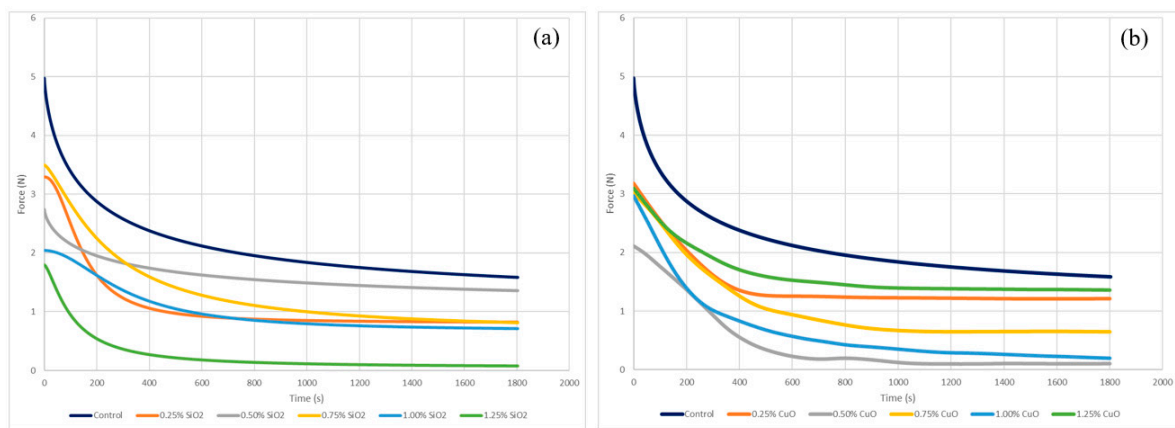 (a)
6
5
4
3
2
1
0
Force (N)
0 200 400 600 800 1000 1200 1400 1600 1800 2000
Time (s)
Control 0.25% SiO2 0.50% SiO2 0.75% SiO2 1.00% SiO2 1.25% SiO2
(b)
6
5
4
3
2
1
0
Force (N)
0 200 400 600 800 1000 1200 1400 1600 1800 2000
Time (s)
Control 0.25% CuO 0.50% CuO 0.75% CuO 1.00% CuO 1.25% CuO